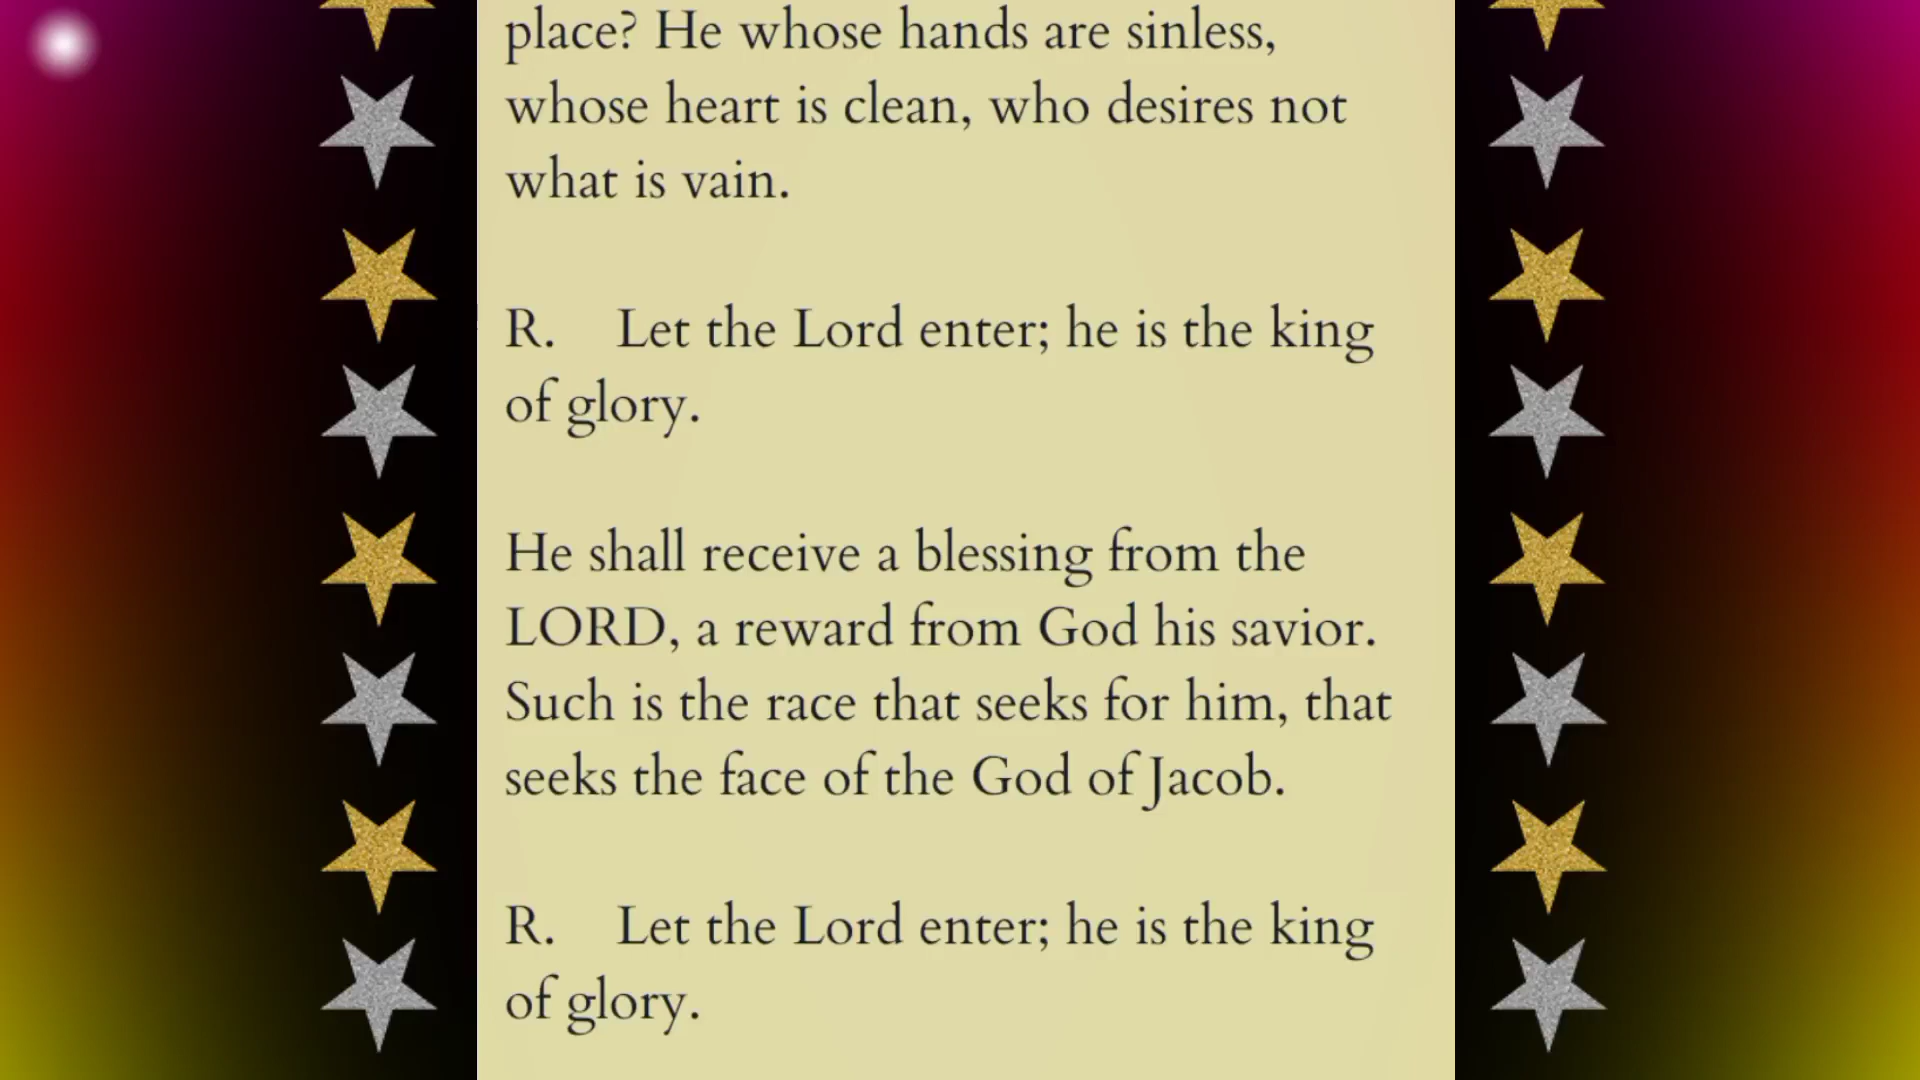 place? He whose hands are sinless,
whose heart is clean, who desires not
what is vain.
R. Let the Lord enter; he is the king
of glory.
He shall receive a blessing from the
LORD, a reward from God his savior.
Such is the race that seeks for him, that
seeks the face of the God of Jacob.
R. Let the Lord enter; he is the king
of glory.